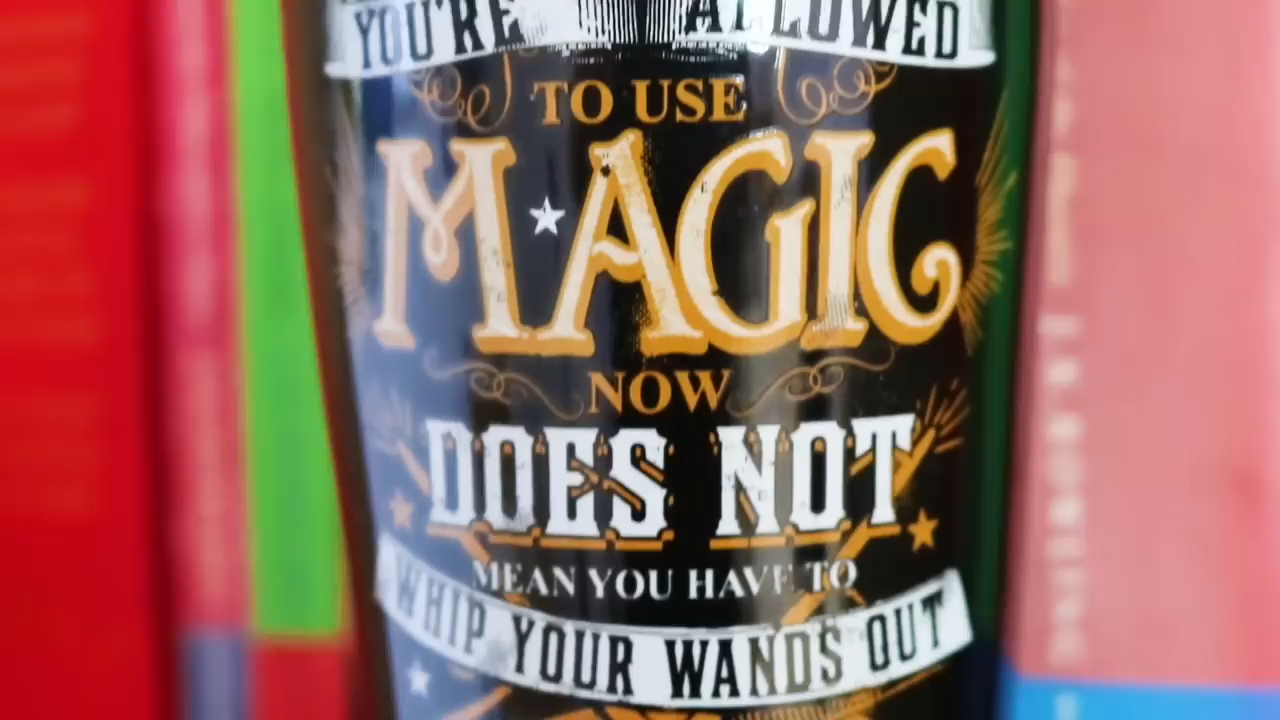 YOU'RE ALLOWED
TO USE
MAGIC
NOW
DOES NOT
MEAN YOU HAVE TO
WHIP YOUR WANDS OUT